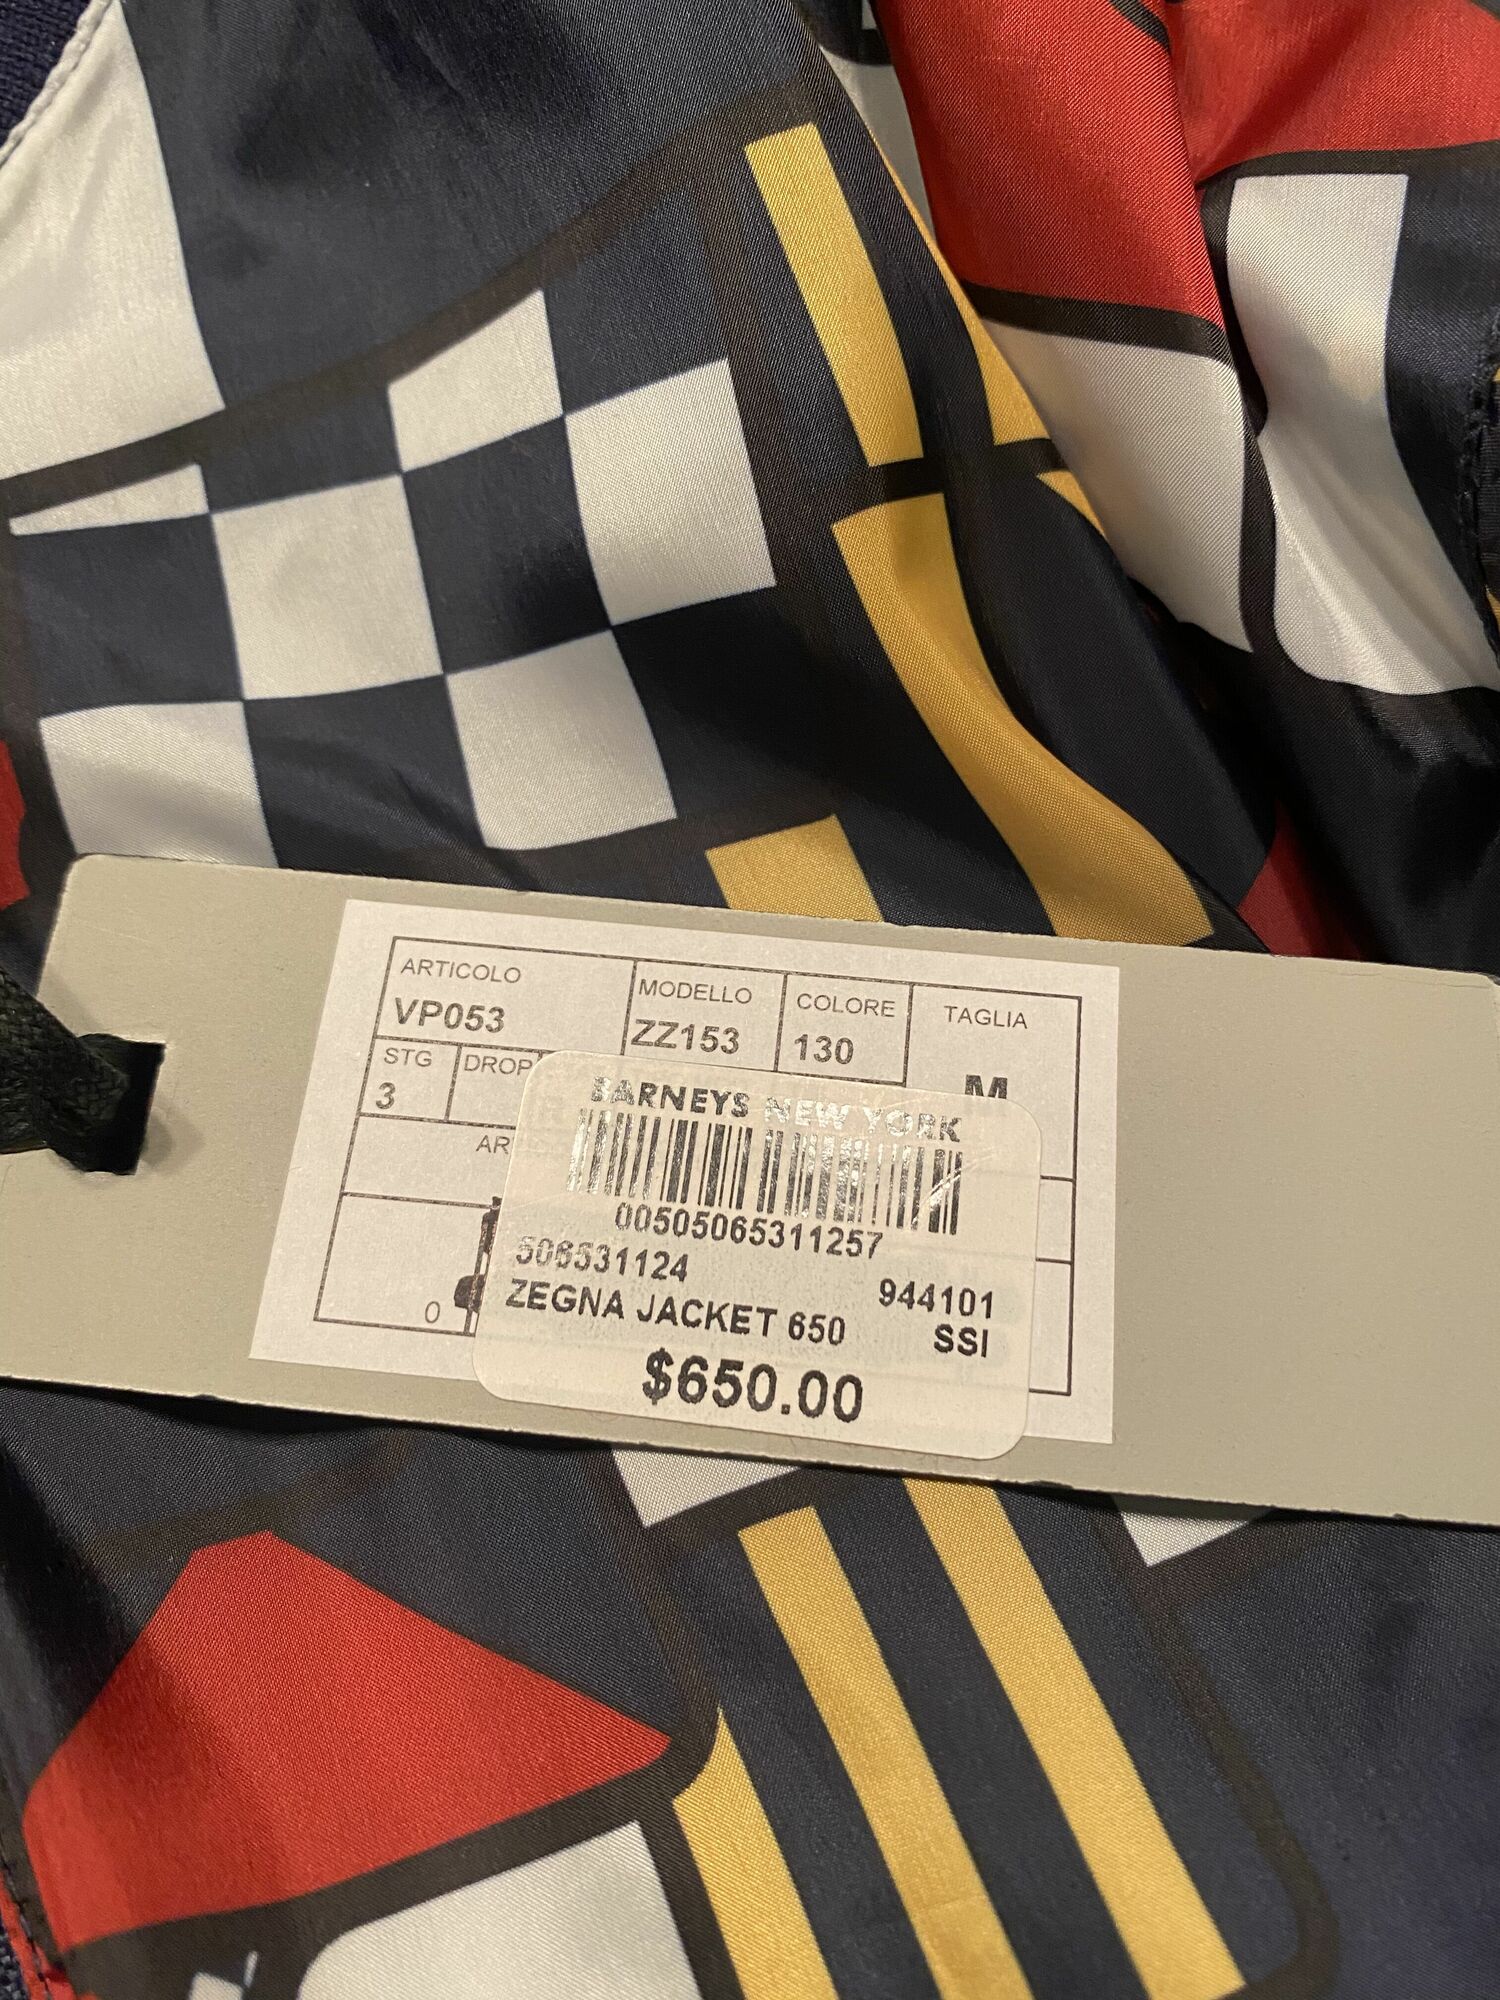 ARTICOLO MODELLO COLORE TAGLIA
VP053 ZZ153 130 M
STG DROP
3
AR
0
BARNEYS NEW YORK
00505065311257
506531124 944101
ZEGNA JACKET 650 SSI
$650.00